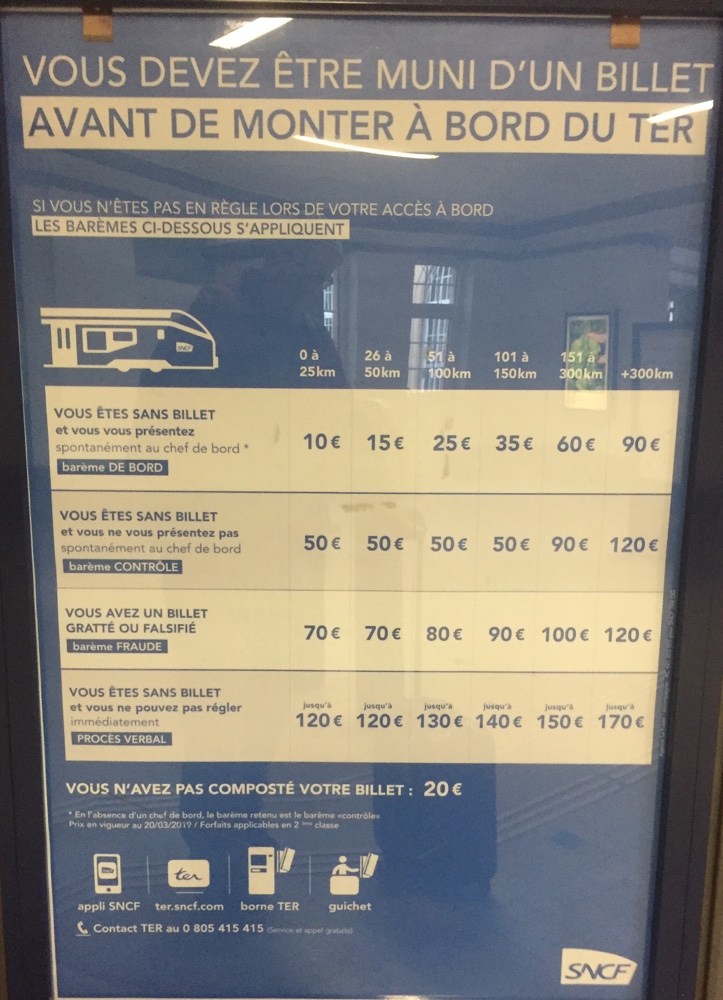 VOUS DEVEZ ÊTRE MUNI D'UN BILLET
AVANT DE MONTER À BORD DU TER
SI VOUS N'ÊTES PAS EN RÈGLE LORS DE VOTRE ACCÈS À BORD
LES BARÈMES CI-DESSOUS S'APPLIQUENT
SNCF
0 à 26 à 51 à 101 à 151 à
25km 50km 100km 150km 300km +300km
VOUS ÊTES SANS BILLET
et vous vous présentez
spontanément au chef de bord *
barème DE BORD
10 € 15 € 25 € 35 € 60 € 90 €
VOUS ÊTES SANS BILLET
et vous ne vous présentez pas
spontanément au chef de bord
barème CONTRÔLE
50 € 50 € 50 € 50 € 90 € 120 €
VOUS AVEZ UN BILLET
GRATTÉ OU FALSIFIÉ
barème FRAUDE
70 € 70 € 80 € 90 € 100 € 120 €
VOUS ÊTES SANS BILLET
et vous ne pouvez pas régler
immédiatement
PROCÈS VERBAL
jusqu'à jusqu'à jusqu'à jusqu'à jusqu'à jusqu'à
120 € 120 € 130 € 140 € 150 € 170 €
VOUS N'AVEZ PAS COMPOSTÉ VOTRE BILLET : 20 €
* En l'absence d'un chef de bord, le barème retenu est le barème «contrôle»
Prix en vigueur au 20/03/2019 / Forfaits applicables en 2 ème classe
ter
appli SNCF ter.sncf.com borne TER guichet
Contact TER au 0 805 415 415 (Service et appel gratuits)
SNCF